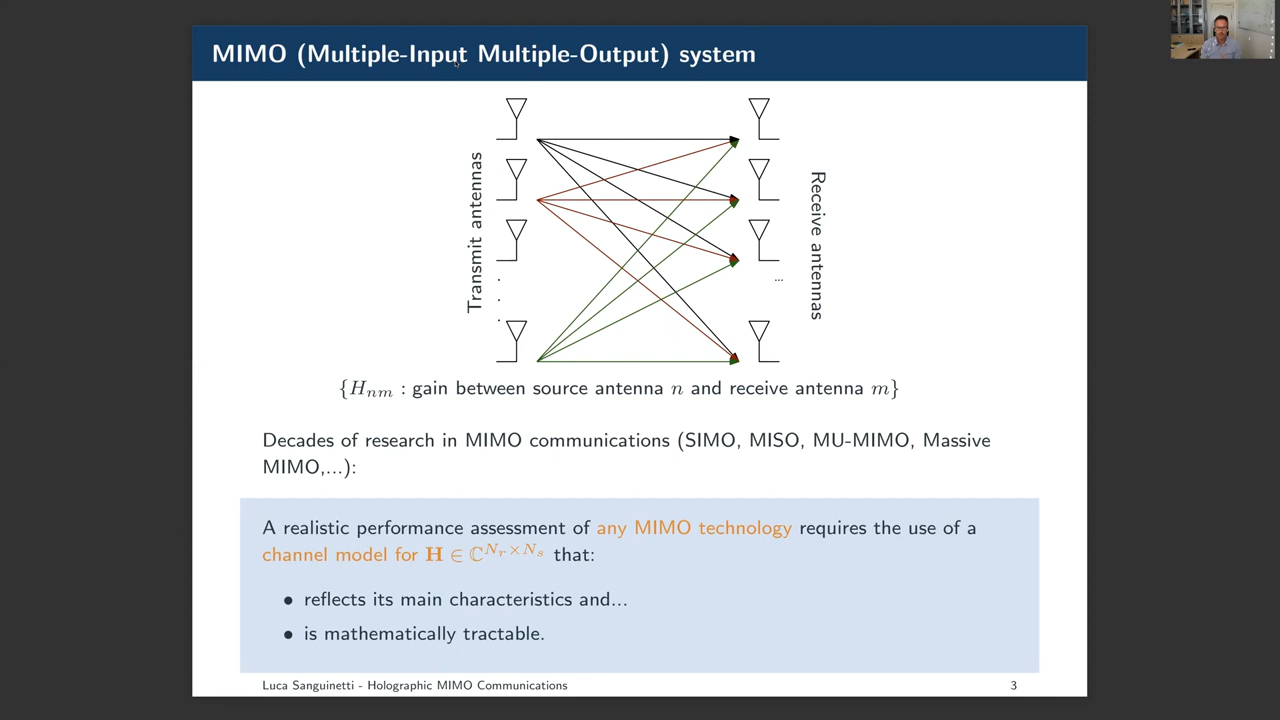 MIMO (Multiple-Input Multiple-Output) system
Transmit antennas
Receive antennas
...
{H_{nm} : gain between source antenna n and receive antenna m}
Decades of research in MIMO communications (SIMO, MISO, MU-MIMO, Massive
MIMO,...):
A realistic performance assessment of any MIMO technology requires the use of a
channel model for H ∈ ℂ^{N_r×N_s} that:
• reflects its main characteristics and...
• is mathematically tractable.
Luca Sanguinetti - Holographic MIMO Communications
3